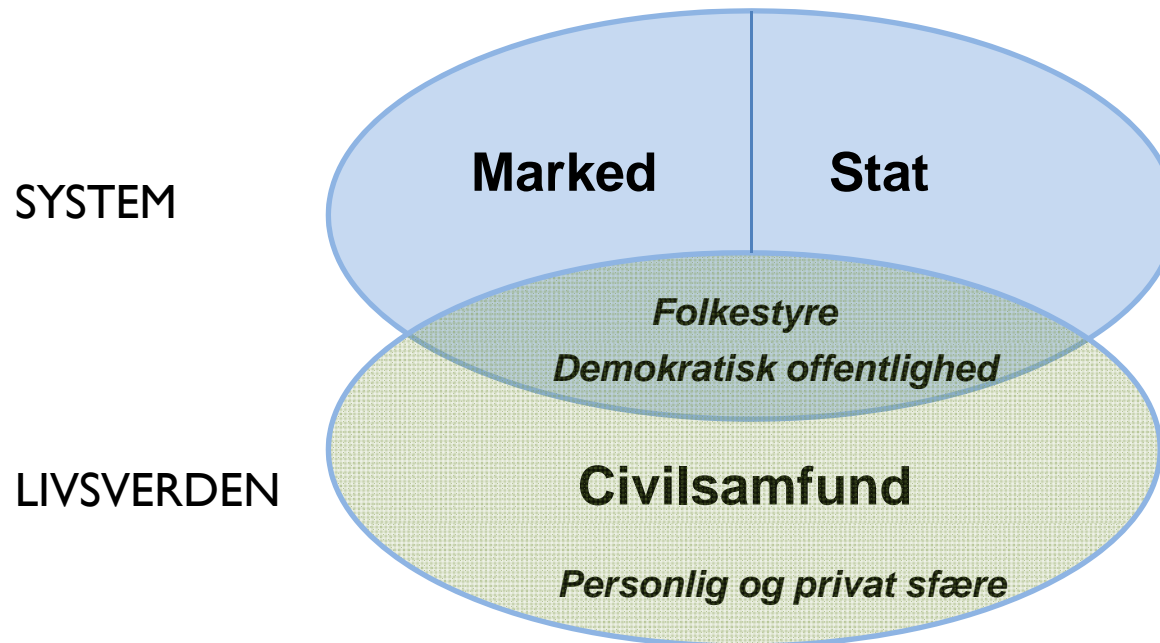 Marked
Stat
SYSTEM
Folkestyre
Demokratisk offentlighed
LIVSVERDEN
Civilsamfund
Personlig og privat sfære